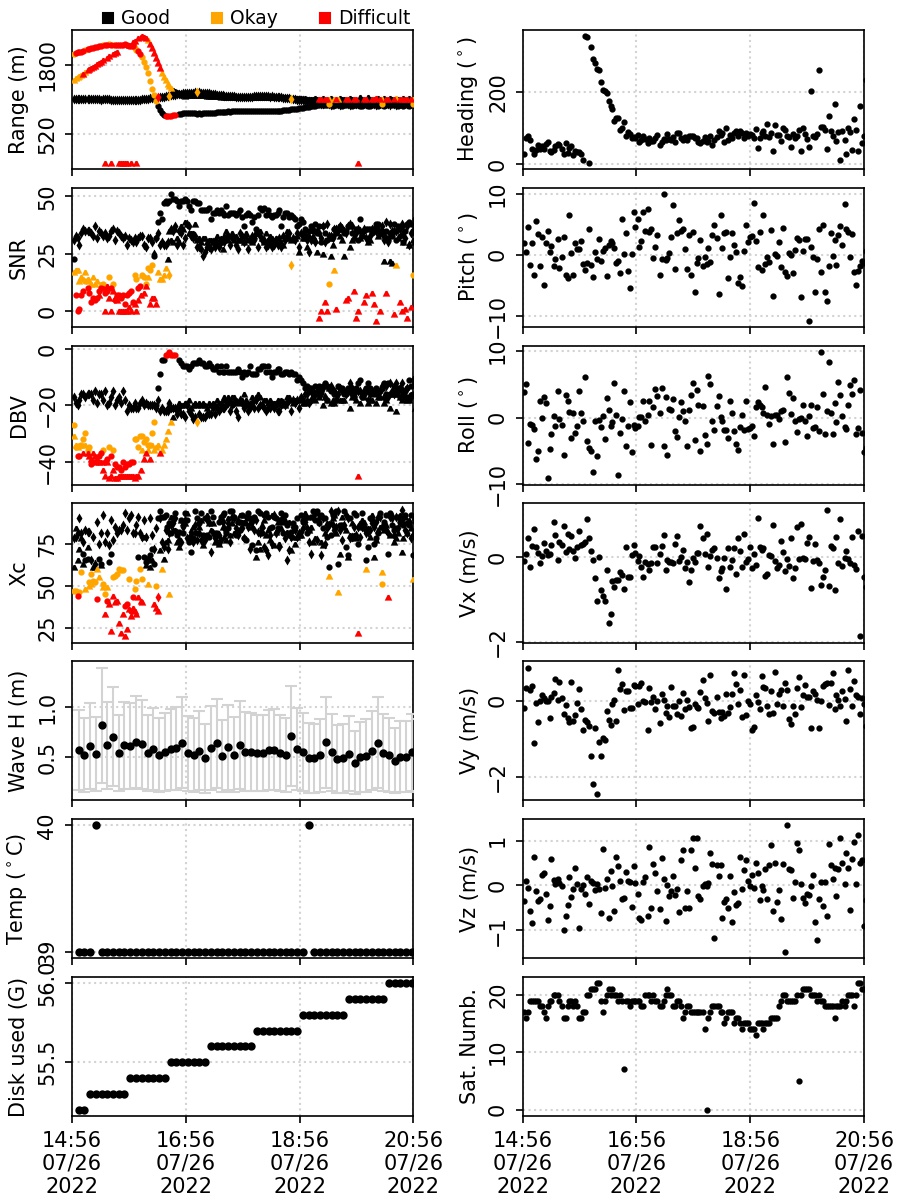 Good Okay Difficult
Range (m)
1800
520
Heading (°)
200
0
SNR
50
25
0
Pitch (°)
10
0
−10
DBV
0
−20
−40
Roll (°)
10
0
−10
Xc
75
50
25
Vx (m/s)
0
−2
Wave H (m)
1.0
0.5
Vy (m/s)
0
−2
Temp (°C)
40
39
Vz (m/s)
1
0
−1
Disk used (G)
56.0
55.5
Sat. Numb.
20
10
0
14:56 16:56 18:56 20:56
07/26 07/26 07/26 07/26
2022 2022 2022 2022
14:56 16:56 18:56 20:56
07/26 07/26 07/26 07/26
2022 2022 2022 2022